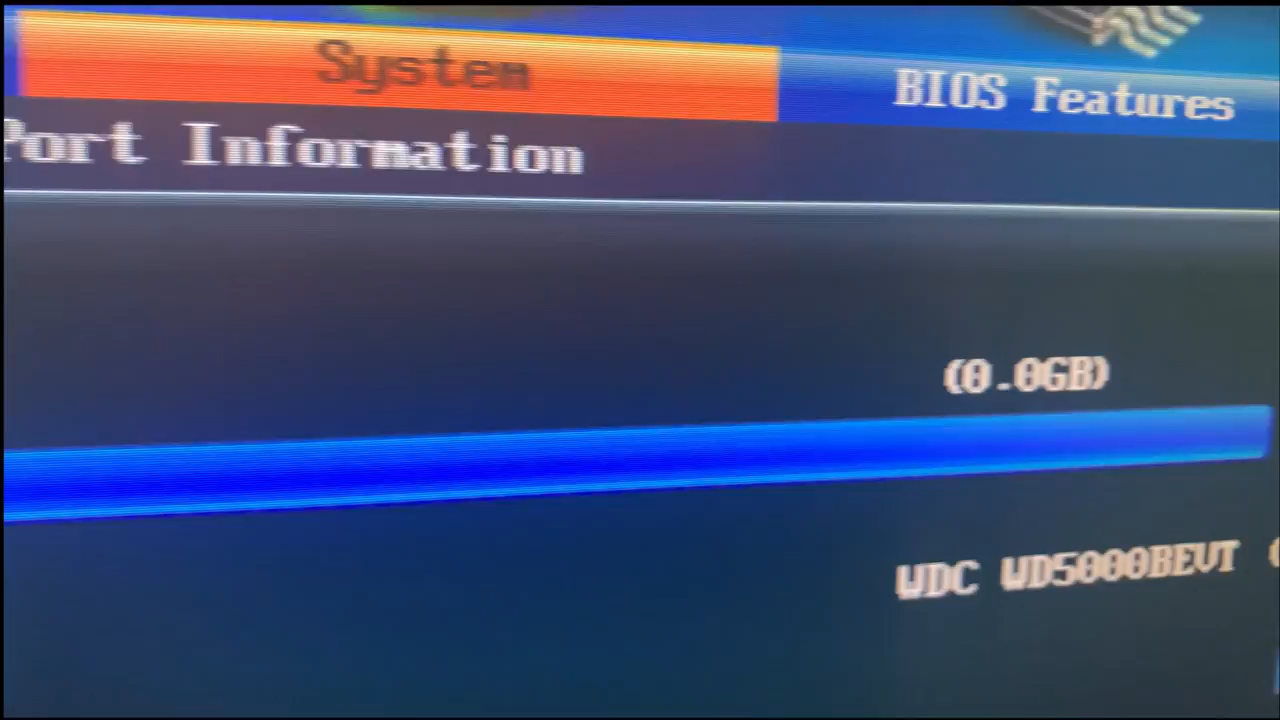 System
BIOS Features
Port Information
(0.0GB)
WDC WD5000BEVT